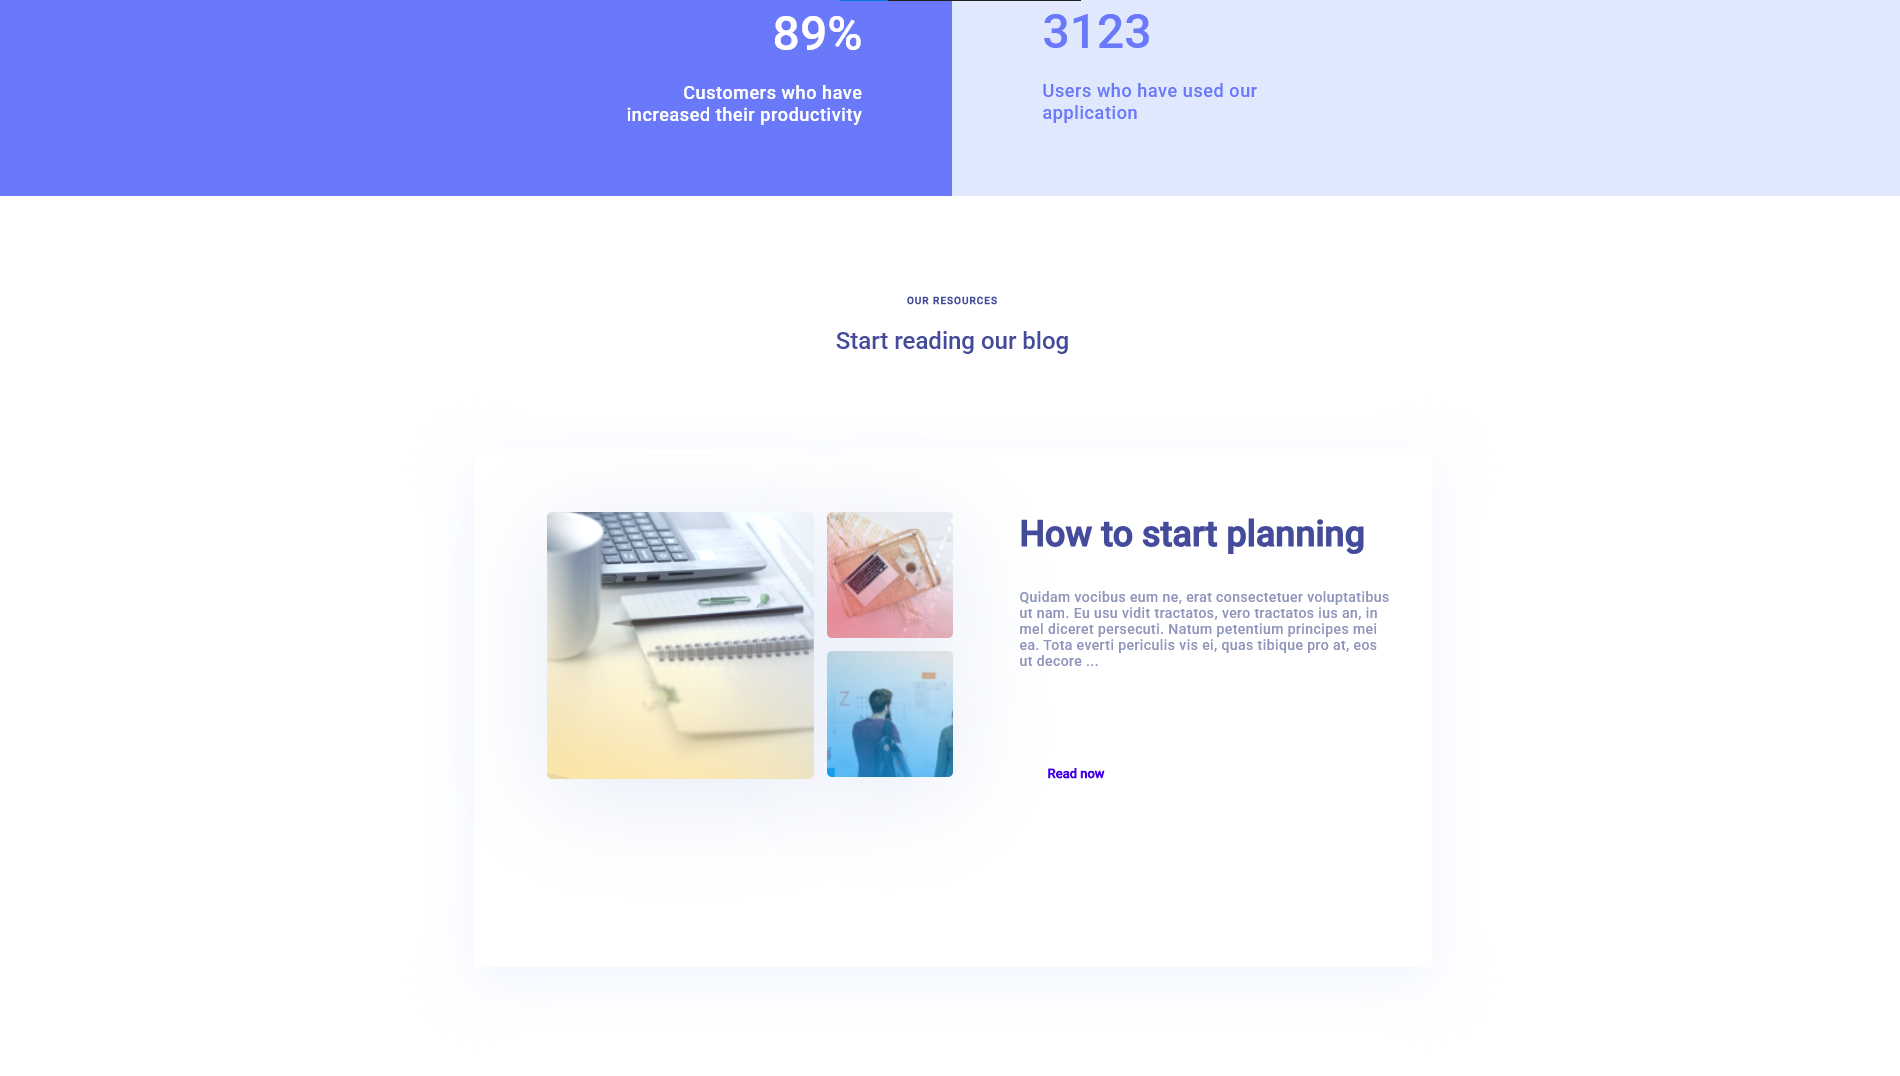 89%
Customers who have
increased their productivity
3123
Users who have used our
application
OUR RESOURCES
Start reading our blog
How to start planning
Quidam vocibus eum ne, erat consectetuer voluptatibus
ut nam. Eu usu vidit tractatos, vero tractatos ius an, in
mel diceret persecuti. Natum petentium principes mei
ea. Tota everti periculis vis ei, quas tibique pro at, eos
ut decore ...
Z
Read now